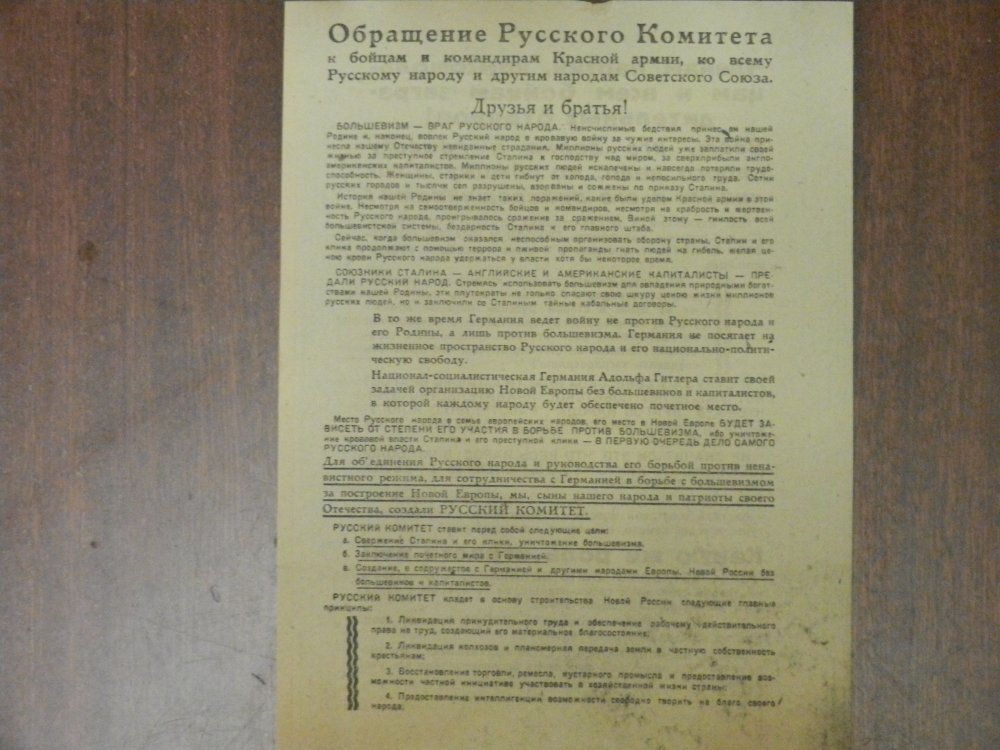 Обращение Русского Комитета
к бойцам и командирам Красной армии, ко всему
Русскому народу и другим народам Советского Союза.
Друзья и братья!
БОЛЬШЕВИЗМ — ВРАГ РУССКОГО НАРОДА. Неисчислимые бедствия принес он нашей
Родине и, наконец, вовлек Русский народ в кровавую войну за чужие интересы. Эта война при-
несла нашему Отечеству невиданные страдания. Миллионы русских людей уже заплатили своей
жизнью за преступное стремление Сталина к господству над миром, за сверхприбыли англо-
американских капиталистов. Миллионы русских людей искалечены и навсегда потеряли трудо-
способность. Женщины, старики и дети гибнут от холода, голода и непосильного труда. Сотни
русских городов и тысячи сел разрушены, взорваны и сожжены по приказу Сталина.
История нашей Родины не знает таких поражений, какие были уделом Красной армии в этой
войне. Несмотря на самоотверженность бойцов и командиров, несмотря на храбрость и жертвен-
ность Русского народа, проигрывалось сражение за сражением. Виной этому — гнилость всей
большевистской системы, бездарность Сталина и его главного штаба.
Сейчас, когда большевизм оказался неспособным организовать оборону страны, Сталин и его
клика продолжают с помощью террора и лживой пропаганды гнать людей на гибель, желая це-
ною крови Русского народа удержаться у власти хотя бы некоторое время.
СОЮЗНИКИ СТАЛИНА — АНГЛИЙСКИЕ И АМЕРИКАНСКИЕ КАПИТАЛИСТЫ — ПРЕ-
ДАЛИ РУССКИЙ НАРОД. Стремясь использовать большевизм для овладения природными богат-
ствами нашей Родины, эти плутократы не только спасают свою шкуру ценою жизни миллионов
русских людей, но и заключили со Сталиным тайные кабальные договоры.
В то же время Германия ведет войну не против Русского народа и
его Родины, а лишь против большевизма. Германия не посягает на
жизненное пространство Русского народа и его национально-полити-
ческую свободу.
Национал-социалистическая Германия Адольфа Гитлера ставит своей
задачей организацию Новой Европы без большевиков и капиталистов,
в которой каждому народу будет обеспечено почетное место.
Место Русского народа в семье европейских народов, его место в Новой Европе БУДЕТ ЗА-
ВИСЕТЬ ОТ СТЕПЕНИ ЕГО УЧАСТИЯ В БОРЬБЕ ПРОТИВ БОЛЬШЕВИЗМА, ибо уничтоже-
ние кровавой власти Сталина и его преступной клики — В ПЕРВУЮ ОЧЕРЕДЬ ДЕЛО САМОГО
РУССКОГО НАРОДА.
Для об'единения Русского народа и руководства его борьбой против нена-
вистного режима, для сотрудничества с Германией в борьбе с большевизмом
за построение Новой Европы, мы, сыны нашего народа и патриоты своего
Отечества, создали РУССКИЙ КОМИТЕТ.
РУССКИЙ КОМИТЕТ ставит перед собой следующие цели:
а. Свержение Сталина и его клики, уничтожение большевизма.
б. Заключение почетного мира с Германией.
в. Создание, в содружестве с Германией и другими народами Европы, Новой России без
большевиков и капиталистов.
РУССКИЙ КОМИТЕТ кладет в основу строительства Новой России следующие главные
принципы:
1. Ликвидация принудительного труда и обеспечение рабочему действительного
права на труд, создающий его материальное благосостояние;
2. Ликвидация колхозов и планомерная передача земли в частную собственность
крестьянам;
3. Восстановление торговли, ремесла, кустарного промысла и предоставление воз-
можности частной инициативе участвовать в хозяйственной жизни страны;
4. Предоставление интеллигенции возможности свободно творить на благо своего
народа;